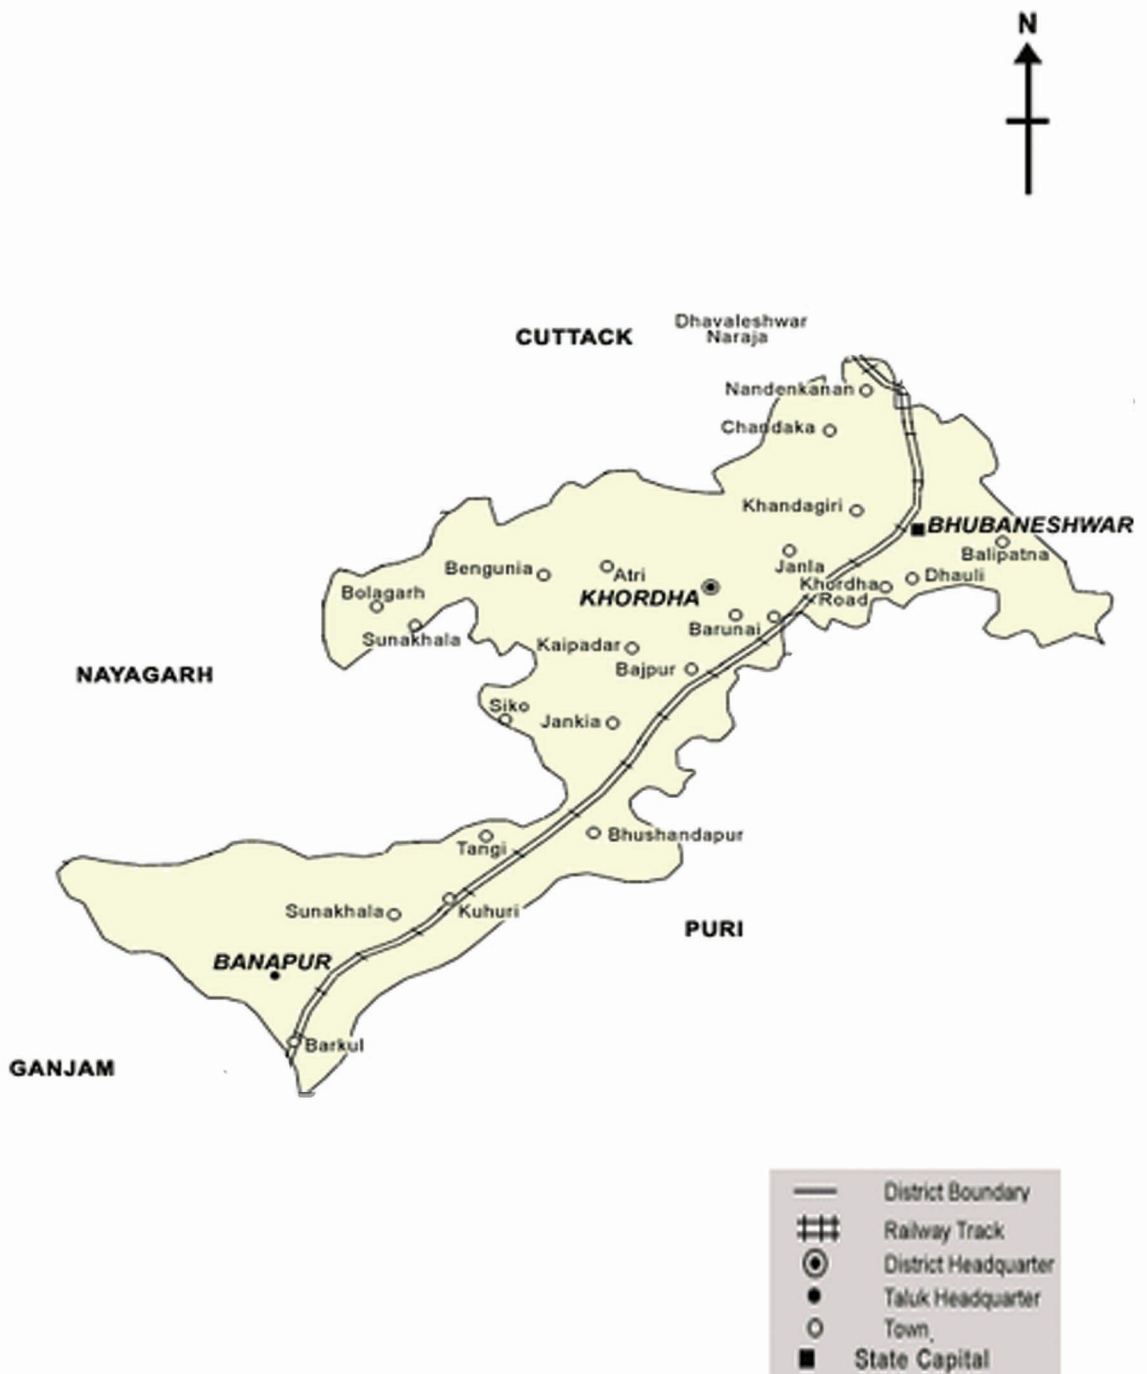 N
CUTTACK
Dhavaleshwar
Naraja
Nandenkanan
Chandaka
Khandagiri
BHUBANESHWAR
Balipatna
Janla
Bengunia
Atri
Dhauli
Khordha
Road
KHORDHA
Bolagarh
Sunakhala
Barunai
Kaipadar
Bajpur
NAYAGARH
Siko
Jankia
Bhushandapur
Tangi
Sunakhala
Kuhuri
PURI
BANAPUR
Barkul
GANJAM
District Boundary
Railway Track
District Headquarter
Taluk Headquarter
Town
State Capital